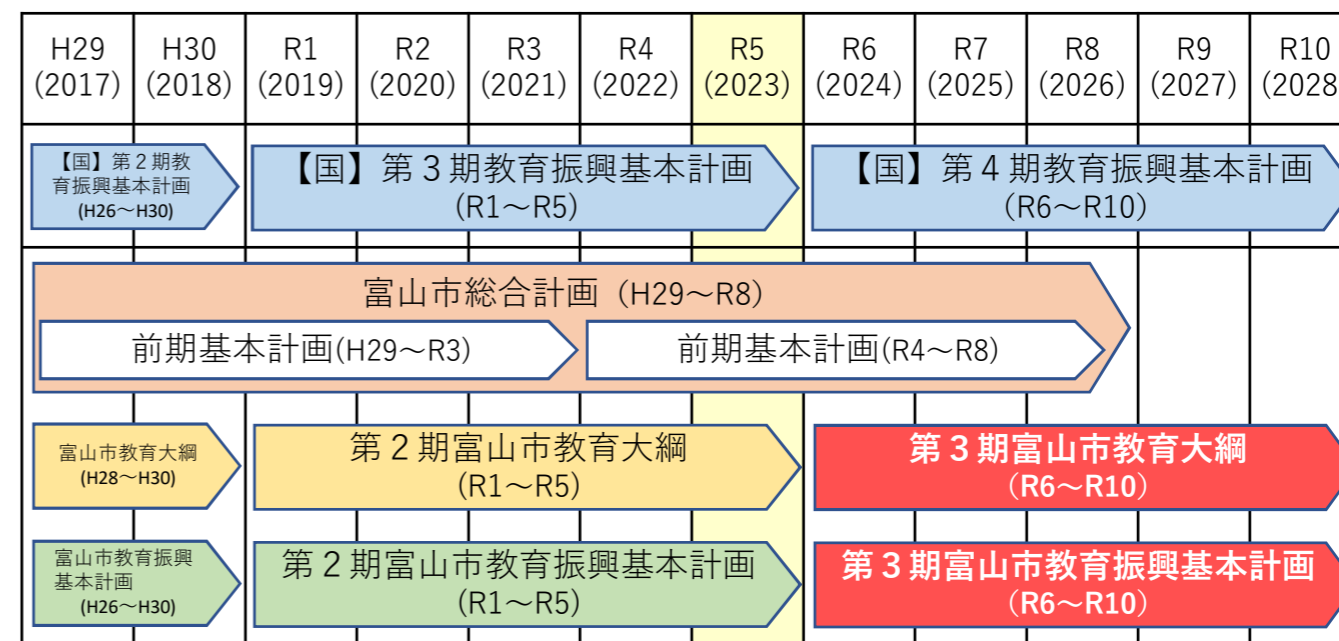 H29 H30 R1 R2 R3 R4 R5 R6 R7 R8 R9 R10
(2017) (2018) (2019) (2020) (2021) (2022) (2023) (2024) (2025) (2026) (2027) (2028
【国】第２期教
育振興基本計画
(H26～H30)
【国】第３期教育振興基本計画
(R1～R5)
【国】第４期教育振興基本計画
(R6～R10)
富山市総合計画（H29～R8）
前期基本計画(H29～R3)
前期基本計画(R4～R8)
富山市教育大綱
(H28～H30)
第２期富山市教育大綱
(R1～R5)
第３期富山市教育大綱
（R6～R10）
富山市教育振興
基本計画
(H26～H30)
第２期富山市教育振興基本計画
(R1～R5)
第３期富山市教育振興基本計画
（R6～R10）